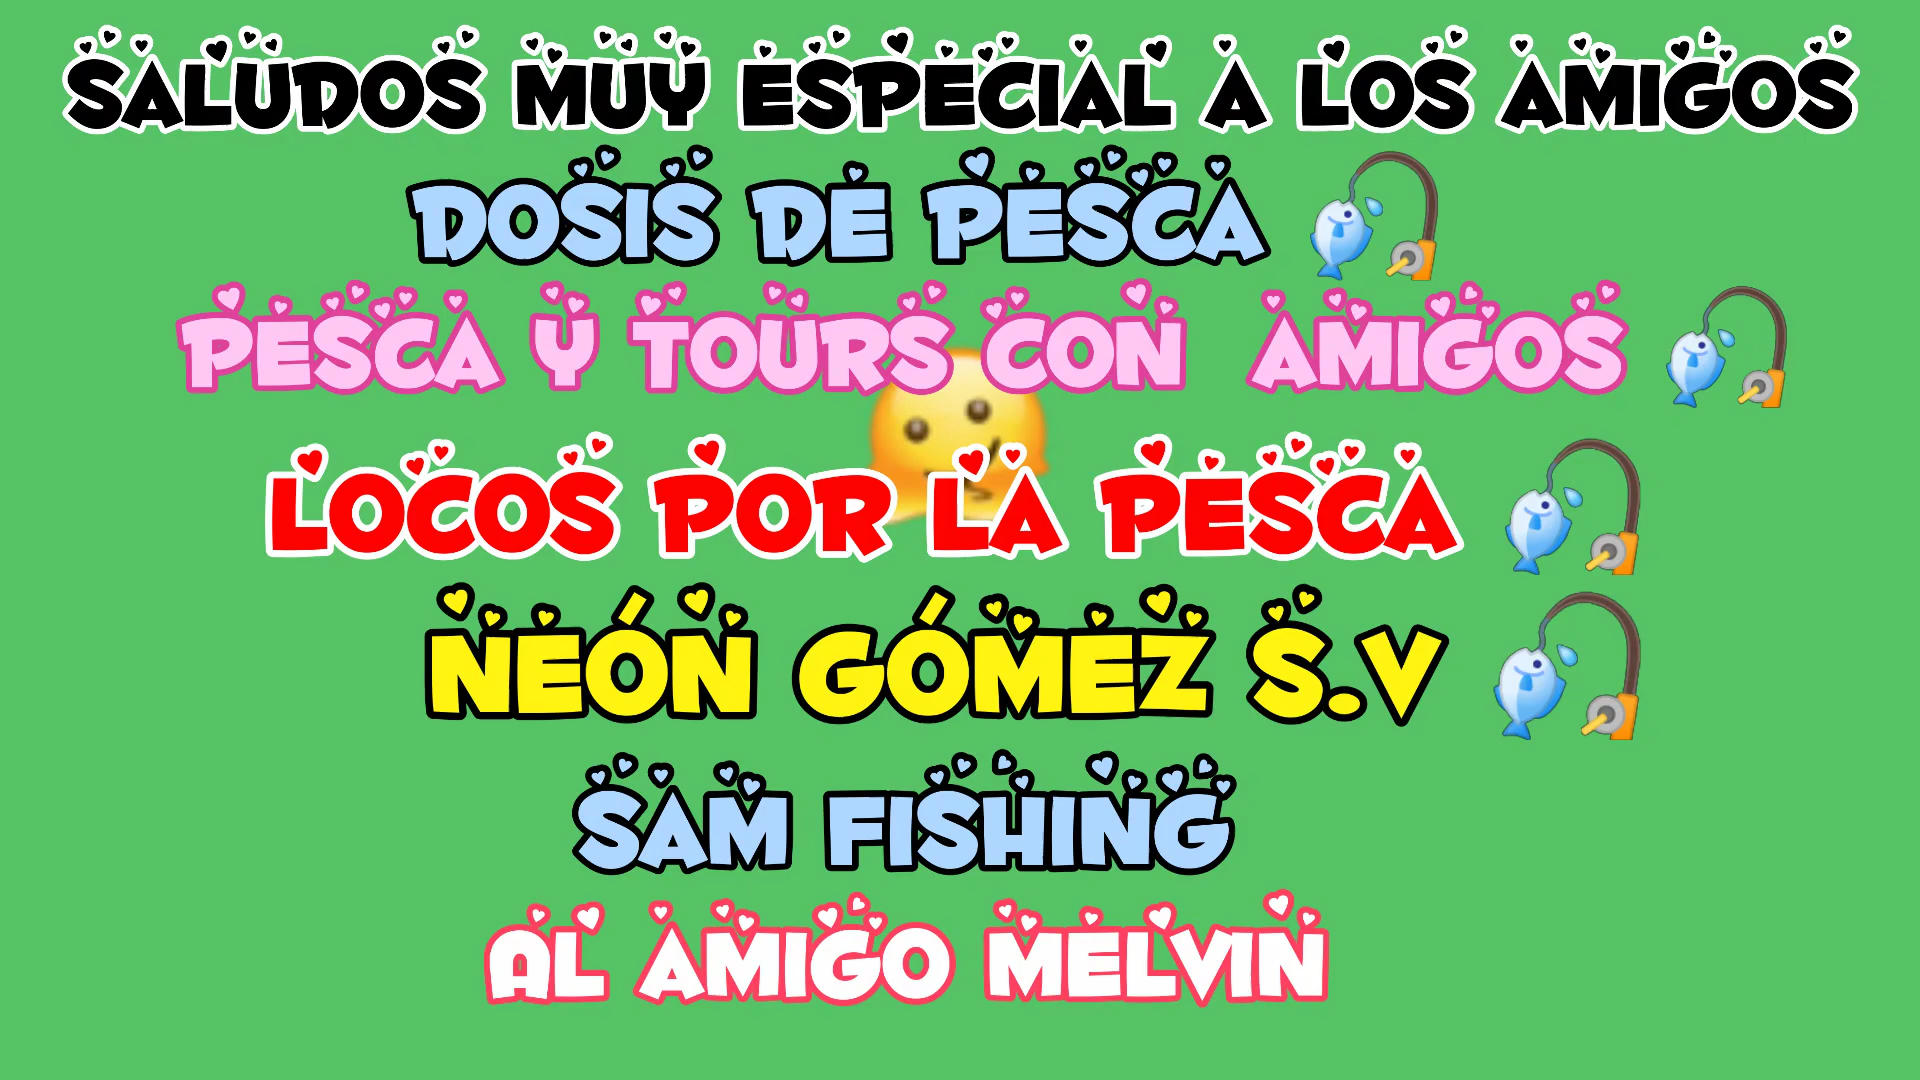 SALUDOS MUY ESPECIAL A LOS AMIGOS
DOSIS DE PESCA 🎣
PESCA Y TOURS CON AMIGOS 🎣
LOCOS POR LA PESCA 🎣
NEÓN GÓMEZ S.V 🎣
SAM FISHING
AL AMIGO MELVIN